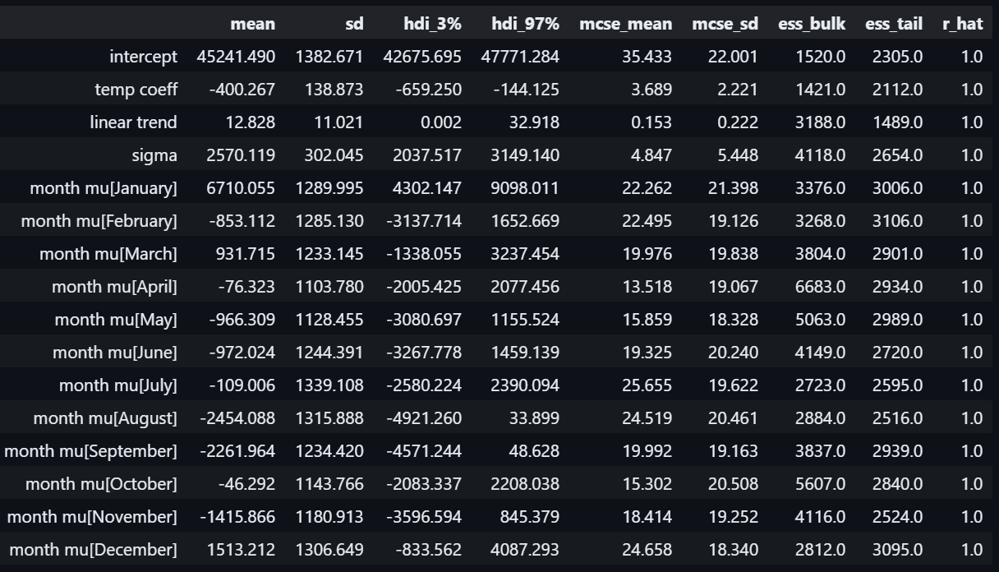 mean sd hdi_3% hdi_97% mcse_mean mcse_sd ess_bulk ess_tail r_hat
intercept 45241.490 1382.671 42675.695 47771.284 35.433 22.001 1520.0 2305.0 1.0
temp coeff -400.267 138.873 -659.250 -144.125 3.689 2.221 1421.0 2112.0 1.0
linear trend 12.828 11.021 0.002 32.918 0.153 0.222 3188.0 1489.0 1.0
sigma 2570.119 302.045 2037.517 3149.140 4.847 5.448 4118.0 2654.0 1.0
month mu[January] 6710.055 1289.995 4302.147 9098.011 22.262 21.398 3376.0 3006.0 1.0
month mu[February] -853.112 1285.130 -3137.714 1652.669 22.495 19.126 3268.0 3106.0 1.0
month mu[March] 931.715 1233.145 -1338.055 3237.454 19.976 19.838 3804.0 2901.0 1.0
month mu[April] -76.323 1103.780 -2005.425 2077.456 13.518 19.067 6683.0 2934.0 1.0
month mu[May] -966.309 1128.455 -3080.697 1155.524 15.859 18.328 5063.0 2989.0 1.0
month mu[June] -972.024 1244.391 -3267.778 1459.139 19.325 20.240 4149.0 2720.0 1.0
month mu[July] -109.006 1339.108 -2580.224 2390.094 25.655 19.622 2723.0 2595.0 1.0
month mu[August] -2454.088 1315.888 -4921.260 33.899 24.519 20.461 2884.0 2516.0 1.0
month mu[September] -2261.964 1234.420 -4571.244 48.628 19.992 19.163 3837.0 2939.0 1.0
month mu[October] -46.292 1143.766 -2083.337 2208.038 15.302 20.508 5607.0 2840.0 1.0
month mu[November] -1415.866 1180.913 -3596.594 845.379 18.414 19.252 4116.0 2524.0 1.0
month mu[December] 1513.212 1306.649 -833.562 4087.293 24.658 18.340 2812.0 3095.0 1.0